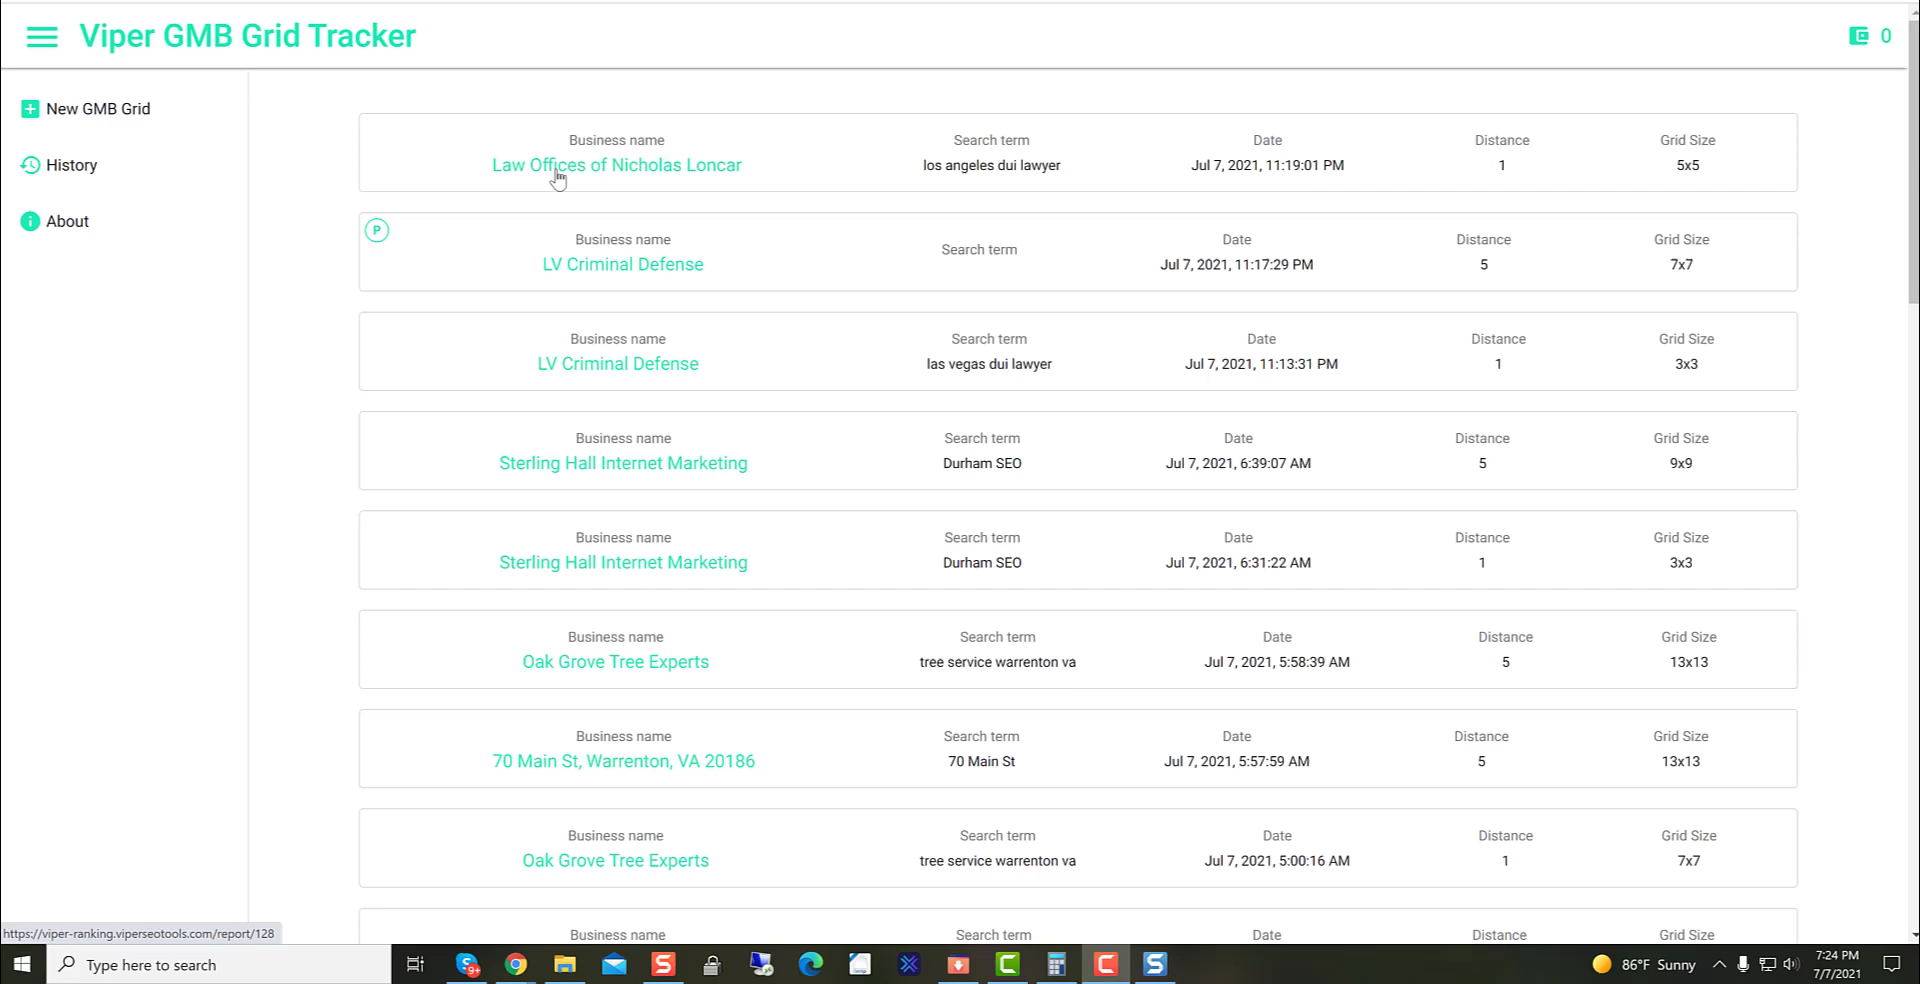 Viper GMB Grid Tracker
0
New GMB Grid
History
About
Business name Search term Date Distance Grid Size
Law Offices of Nicholas Loncar los angeles dui lawyer Jul 7, 2021, 11:19:01 PM 1 5x5
P
Business name Search term Date Distance Grid Size
LV Criminal Defense Jul 7, 2021, 11:17:29 PM 5 7x7
Business name Search term Date Distance Grid Size
LV Criminal Defense las vegas dui lawyer Jul 7, 2021, 11:13:31 PM 1 3x3
Business name Search term Date Distance Grid Size
Sterling Hall Internet Marketing Durham SEO Jul 7, 2021, 6:39:07 AM 5 9x9
Business name Search term Date Distance Grid Size
Sterling Hall Internet Marketing Durham SEO Jul 7, 2021, 6:31:22 AM 1 3x3
Business name Search term Date Distance Grid Size
Oak Grove Tree Experts tree service warrenton va Jul 7, 2021, 5:58:39 AM 5 13x13
Business name Search term Date Distance Grid Size
70 Main St, Warrenton, VA 20186 70 Main St Jul 7, 2021, 5:57:59 AM 5 13x13
Business name Search term Date Distance Grid Size
Oak Grove Tree Experts tree service warrenton va Jul 7, 2021, 5:00:16 AM 1 7x7
Business name Search term Date Distance Grid Size
https://viper-ranking.viperseotools.com/report/128
Type here to search
9+
86°F Sunny
7:24 PM
7/7/2021